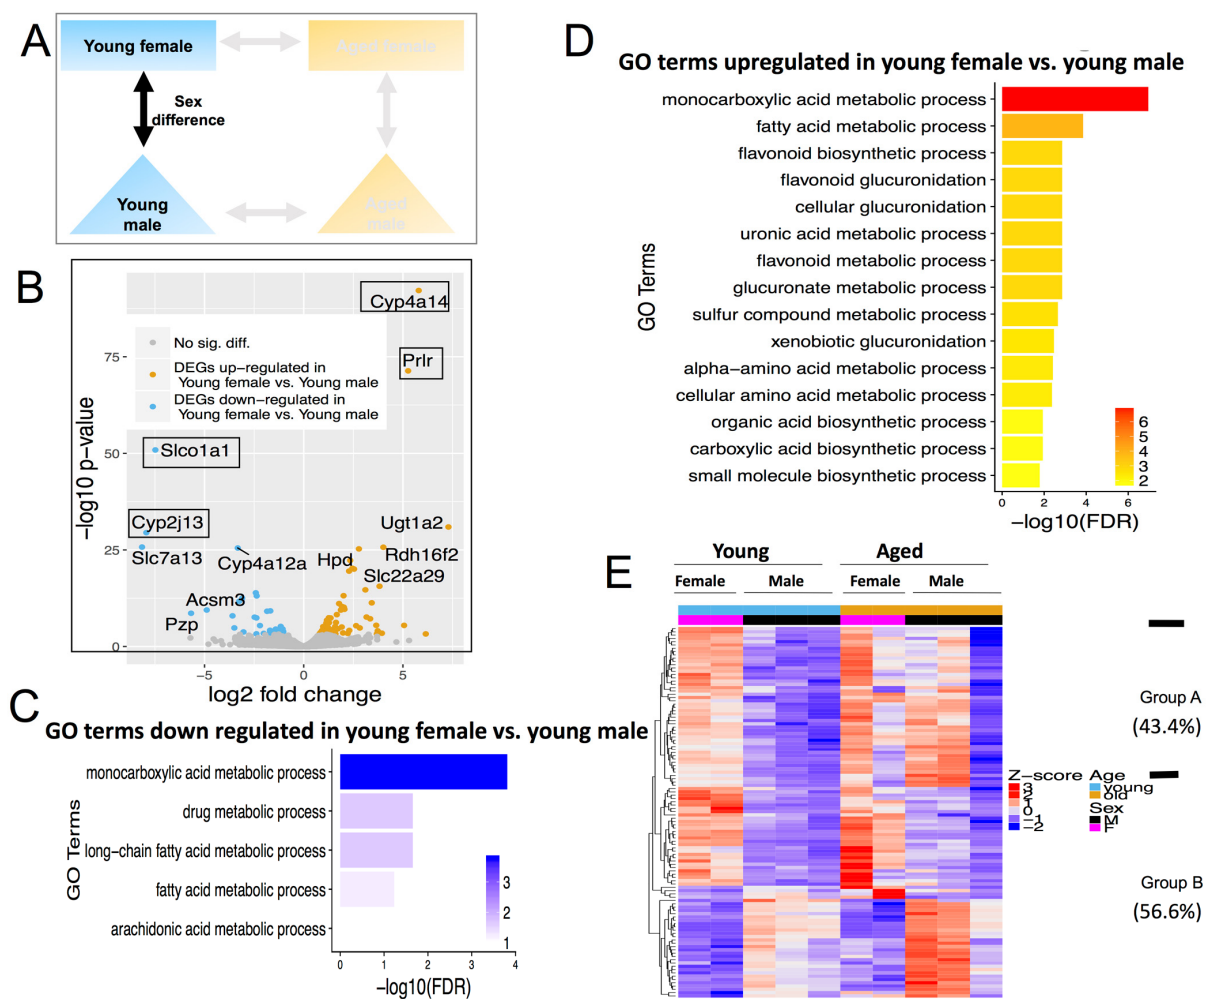 A
Young female
Aged female
Sex
difference
Young
male
Aged
male
B
−log10 p−value
75
50
25
0
Cyp4a14
No sig. diff.
DEGs up−regulated in
Young female vs. Young male
DEGs down−regulated in
Young female vs. Young male
Prlr
Slco1a1
Cyp2j13
Slc7a13
Cyp4a12a
Ugt1a2
Hpd
Rdh16f2
Slc22a29
Acsm3
Pzp
−5
0
5
log2 fold change
C
GO terms down regulated in young female vs. young male
GO Terms
monocarboxylic acid metabolic process
drug metabolic process
long−chain fatty acid metabolic process
fatty acid metabolic process
arachidonic acid metabolic process
3
2
1
0
1
2
3
4
−log10(FDR)
D
GO terms upregulated in young female vs. young male
GO Terms
monocarboxylic acid metabolic process
fatty acid metabolic process
flavonoid biosynthetic process
flavonoid glucuronidation
cellular glucuronidation
uronic acid metabolic process
flavonoid metabolic process
glucuronate metabolic process
sulfur compound metabolic process
xenobiotic glucuronidation
alpha−amino acid metabolic process
cellular amino acid metabolic process
organic acid biosynthetic process
carboxylic acid biosynthetic process
small molecule biosynthetic process
6
5
4
3
2
0
2
4
6
−log10(FDR)
E
Young
Aged
Female
Male
Female
Male
Group A
(43.4%)
Z−score
3
2
1
0
−1
−2
Age
young
old
Sex
M
F
Group B
(56.6%)